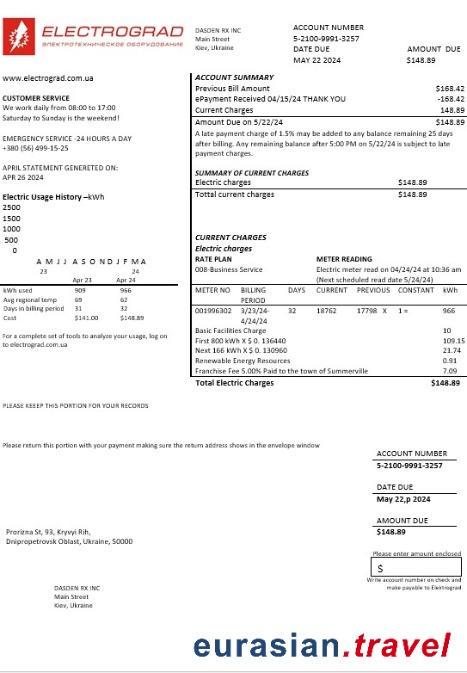 ELECTROGRAD
ЭЛЕКТРОТЕХНИЧЕСКОЕ ОБОРУДОВАНИЕ
DASDEN RX INC
Main Street
Kiev, Ukraine
ACCOUNT NUMBER
5-2100-9991-3257
DATE DUE AMOUNT DUE
MAY 22 2024 $148.89
www.electrograd.com.ua
CUSTOMER SERVICE
We work daily from 08:00 to 17:00
Saturday to Sunday is the weekend!
EMERGENCY SERVICE -24 HOURS A DAY
+380 (56) 499-15-25
APRIL STATEMENT GENERETED ON:
APR 26 2024
Electric Usage History –kWh
2500
1500
1000
500
0
A M J J A S O N D J F M A
23 24
Apr 23 Apr 24
kWh used 909 966
Avg regional temp 69 62
Days in billing period 31 32
Cost $141.00 $148.89
For a complete set of tools to analyze your usage, log on
to electrograd.com.ua
ACCOUNT SUMMARY
Previous Bill Amount $168.42
ePayment Received 04/15/24 THANK YOU -168.42
Current Charges 148.89
Amount Due on 5/22/24 $148.89
A late payment charge of 1.5% may be added to any balance remaining 25 days
after billing. Any remaining balance after 5:00 PM on 5/22/24 is subject to late
payment charges.
SUMMARY OF CURRENT CHARGES
Electric charges $148.89
Tottal current charges $148.89
CURRENT CHARGES
Electric charges
RATE PLAN METER READING
008-Business Service Electric meter read on 04/24/24 at 10:36 am
(Next scheduled read date 5/24/24)
METER NO BILLING PERIOD DAYS CURRENT PREVIOUS CONSTANT kWh
001996302 3/23/24-4/24/24 32 18762 17798 X 1 = 966
Basic Facilities Charge 10
First 800 kWh X $ 0. 136440 109.15
Next 166 kWh X $ 0. 130960 21.74
Renewable Energy Resources 0.91
Franchise Fee 5.00% Paid to the town of Summerville 7.09
Total Electric Charges $148.89
PLEASE KEEEP THIS PORTION FOR YOUR RECORDS
Please return this portion with your payment making sure the return address shows in the envelope window
ACCOUNT NUMBER
5-2100-9991-3257
DATE DUE
May 22,p 2024
AMOUNT DUE
$148.89
Prorizna St, 93, Kryvyi Rih,
Dnipropetrovsk Oblast, Ukraine, 50000
Please enter amount enclosed
$
Write account number on check and
make payable to Elektrograd
DASDEN RX INC
Main Street
Kiev, Ukraine
eurasian.travel